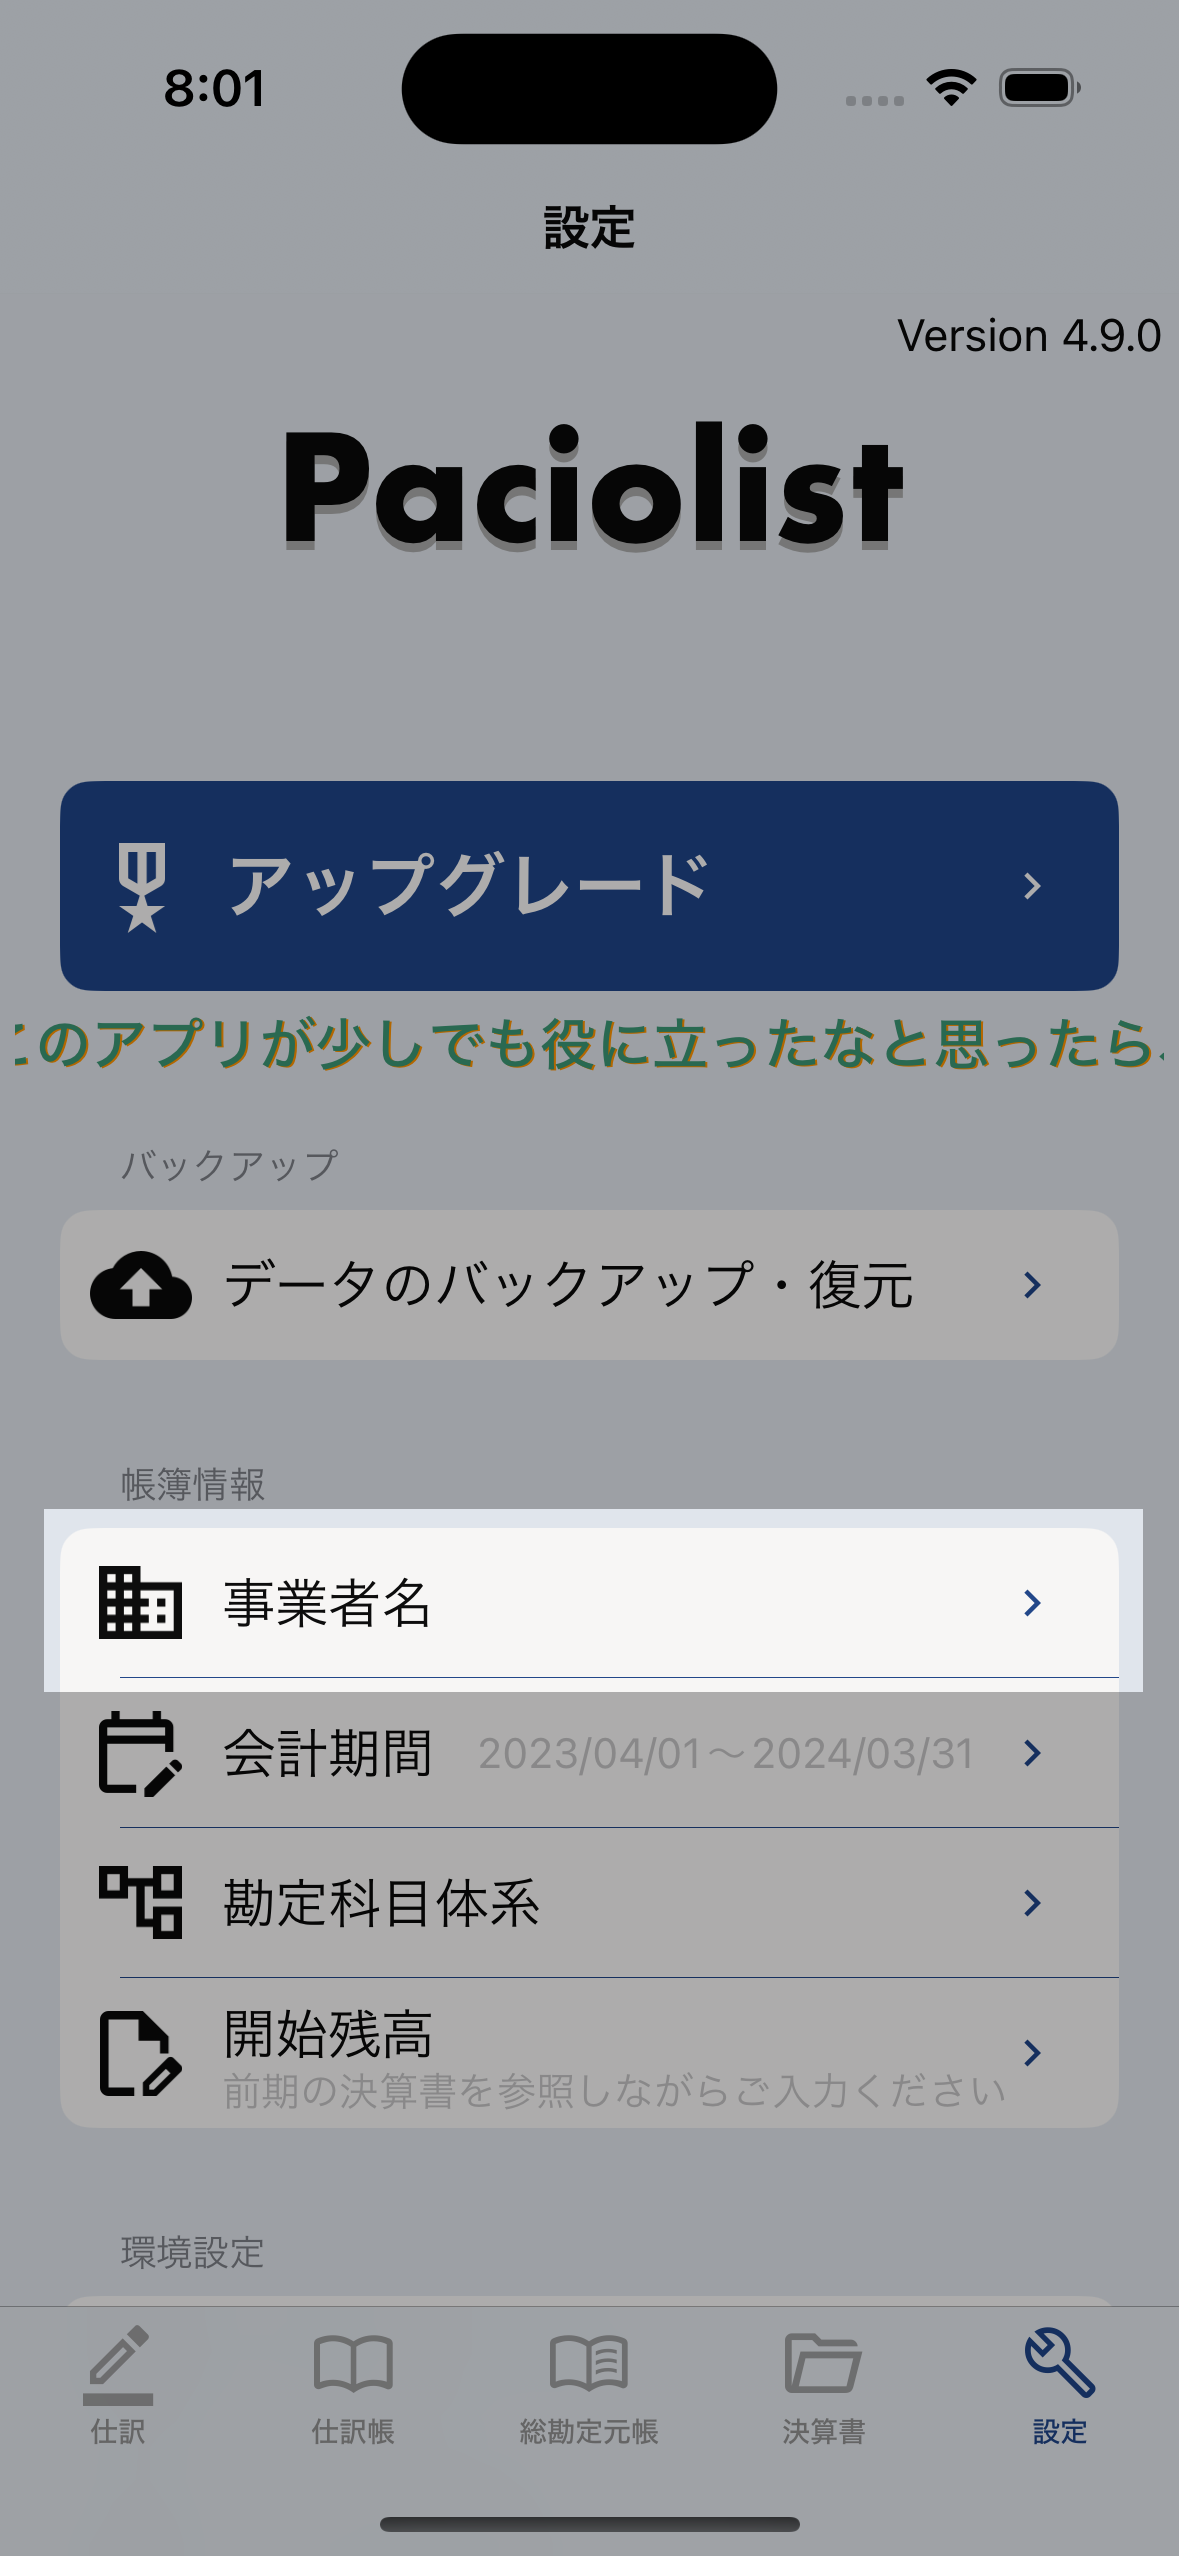 8:01
設定
Version 4.9.0
Paciolist
アップグレード
このアプリが少しでも役に立ったなと思ったら、
バックアップ
データのバックアップ・復元
帳簿情報
事業者名
会計期間 2023/04/01～2024/03/31
勘定科目体系
開始残高
前期の決算書を参照しながらご入力ください
環境設定
仕訳 仕訳帳 総勘定元帳 決算書 設定